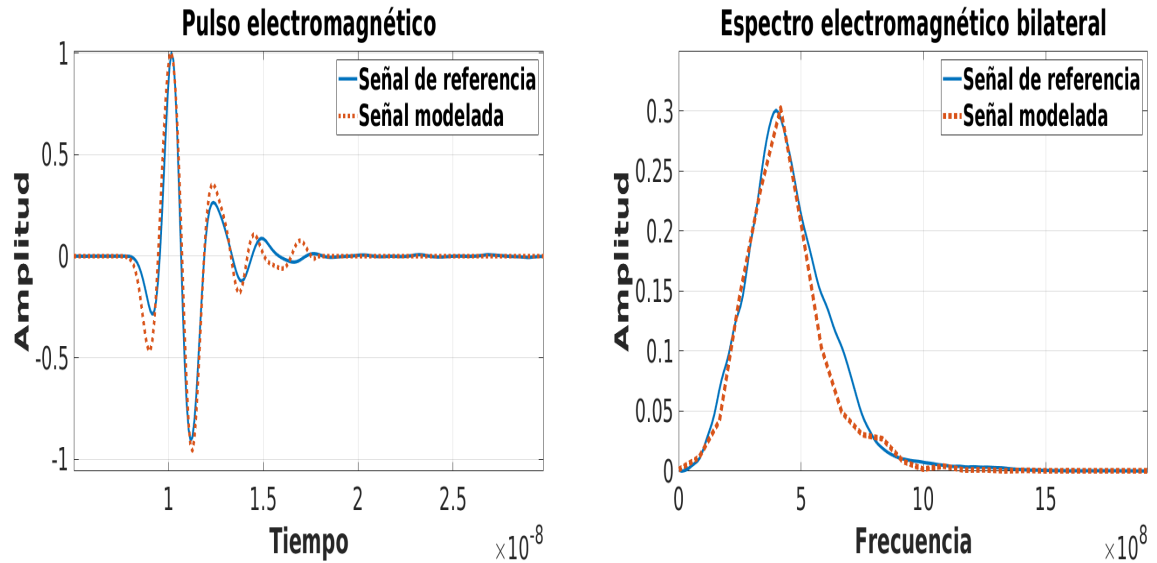 Pulso electromagnético
Señal de referencia
Señal modelada
Amplitud
1
0.5
0
-0.5
-1
1
1.5
2
2.5
Tiempo
×10-8
Espectro electromagnético bilateral
Señal de referencia
Señal modelada
Amplitud
0.3
0.25
0.2
0.15
0.1
0.05
0
0
5
10
15
Frecuencia
×108